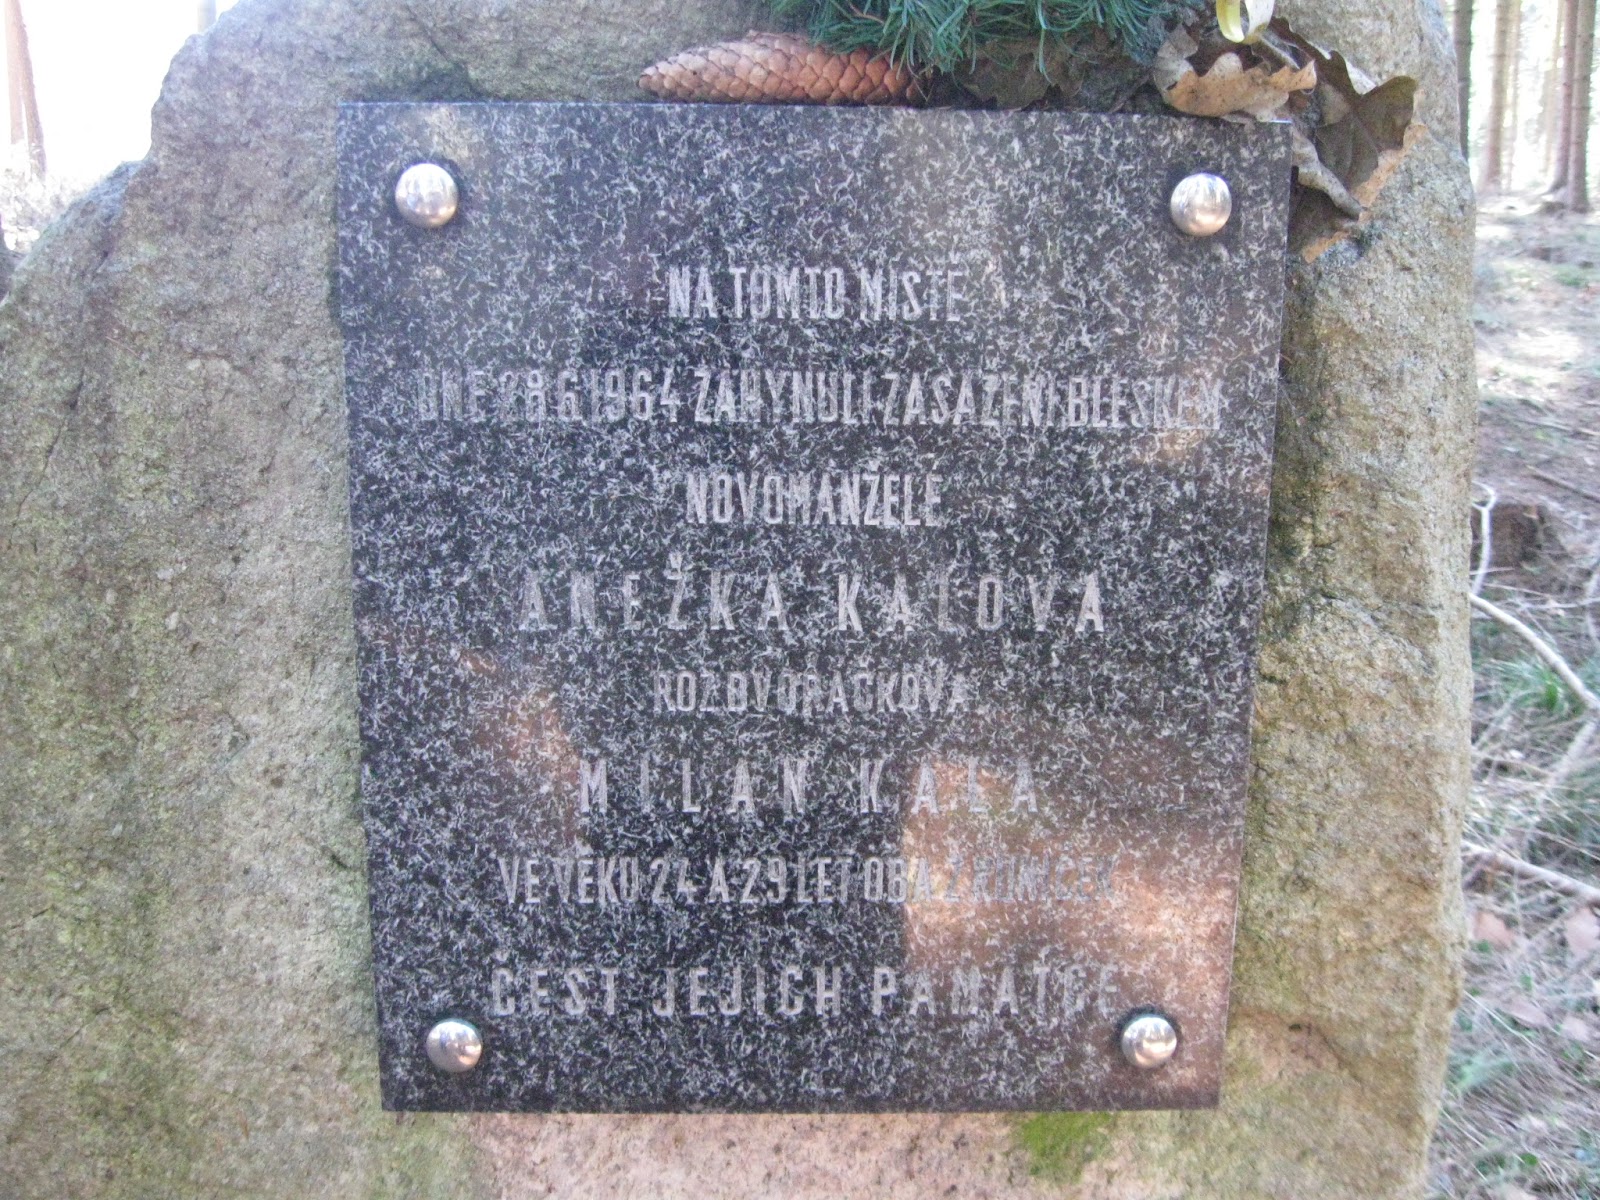 NA TOMTO MÍSTĚ
DNE 28.6.1964 ZAHYNULI ZASAŽENI BLESKEM
NOVOMANŽELÉ
ANEŽKA KALOVÁ
ROZ.DVOŘÁČKOVÁ
MILAN KALA
VE VĚKU 24 A 29 LET OBA Z KUNIČEK
ČEST JEJICH PAMÁTCE